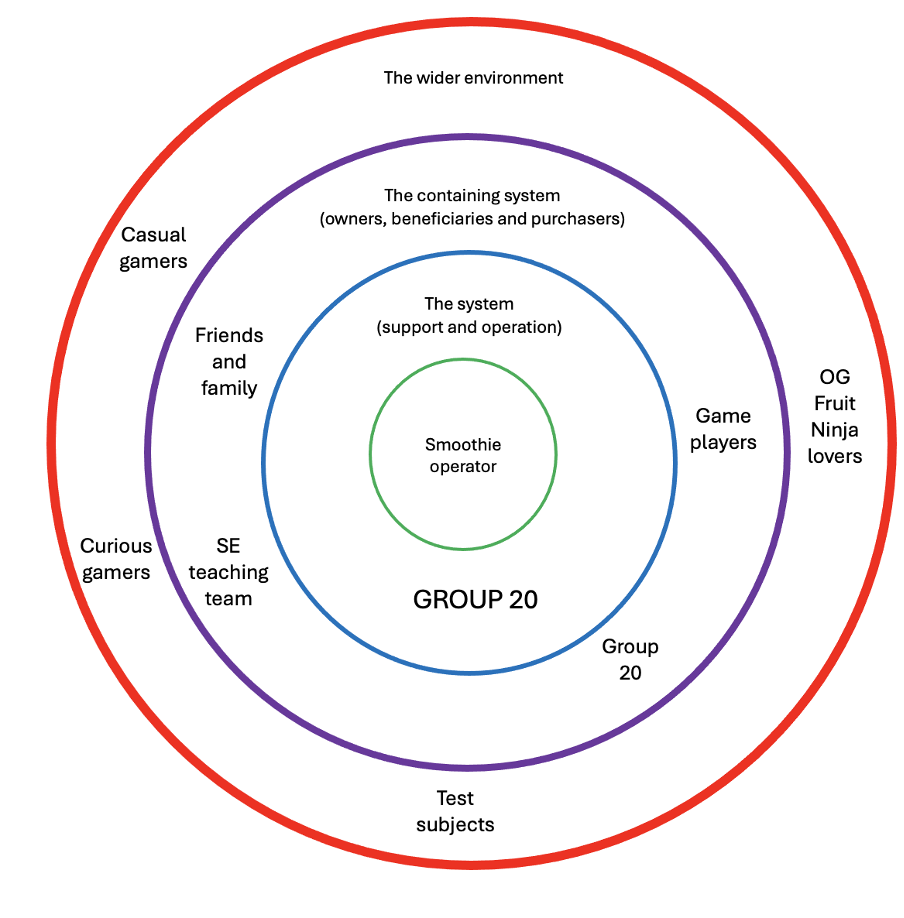 The wider environment
The containing system
(owners, beneficiaries and purchasers)
Casual
gamers
The system
(support and operation)
Friends
and
family
OG
Fruit
Ninja
lovers
Game
players
Smoothie
operator
Curious
gamers
SE
teaching
team
GROUP 20
Group
20
Test
subjects